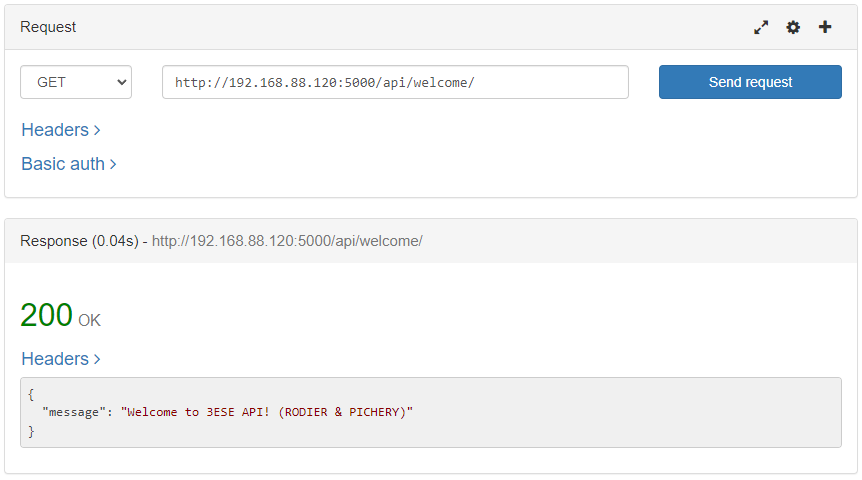 Request
GET
http://192.168.88.120:5000/api/welcome/
Send request
Headers
Basic auth
Response (0.04s) - http://192.168.88.120:5000/api/welcome/
200 OK
Headers
{
  "message": "Welcome to 3ESE API! (RODIER & PICHERY)"
}